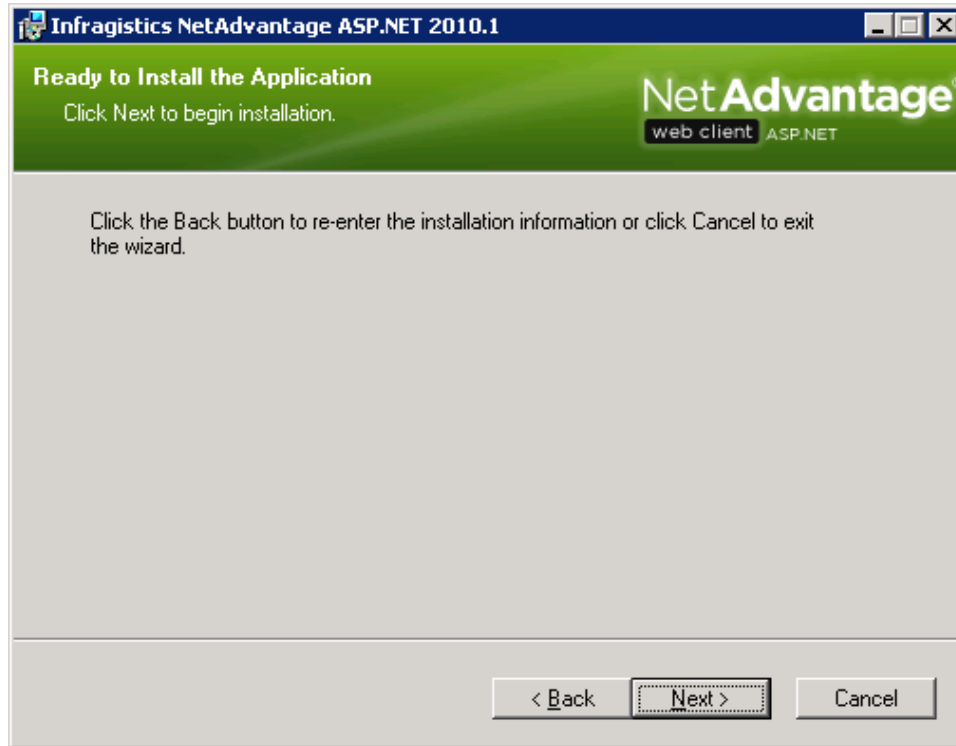 Infragistics NetAdvantage ASP.NET 2010.1
Ready to Install the Application
Click Next to begin installation.
NetAdvantage
web client ASP.NET
Click the Back button to re-enter the installation information or click Cancel to exit
the wizard.
< Back Next > Cancel